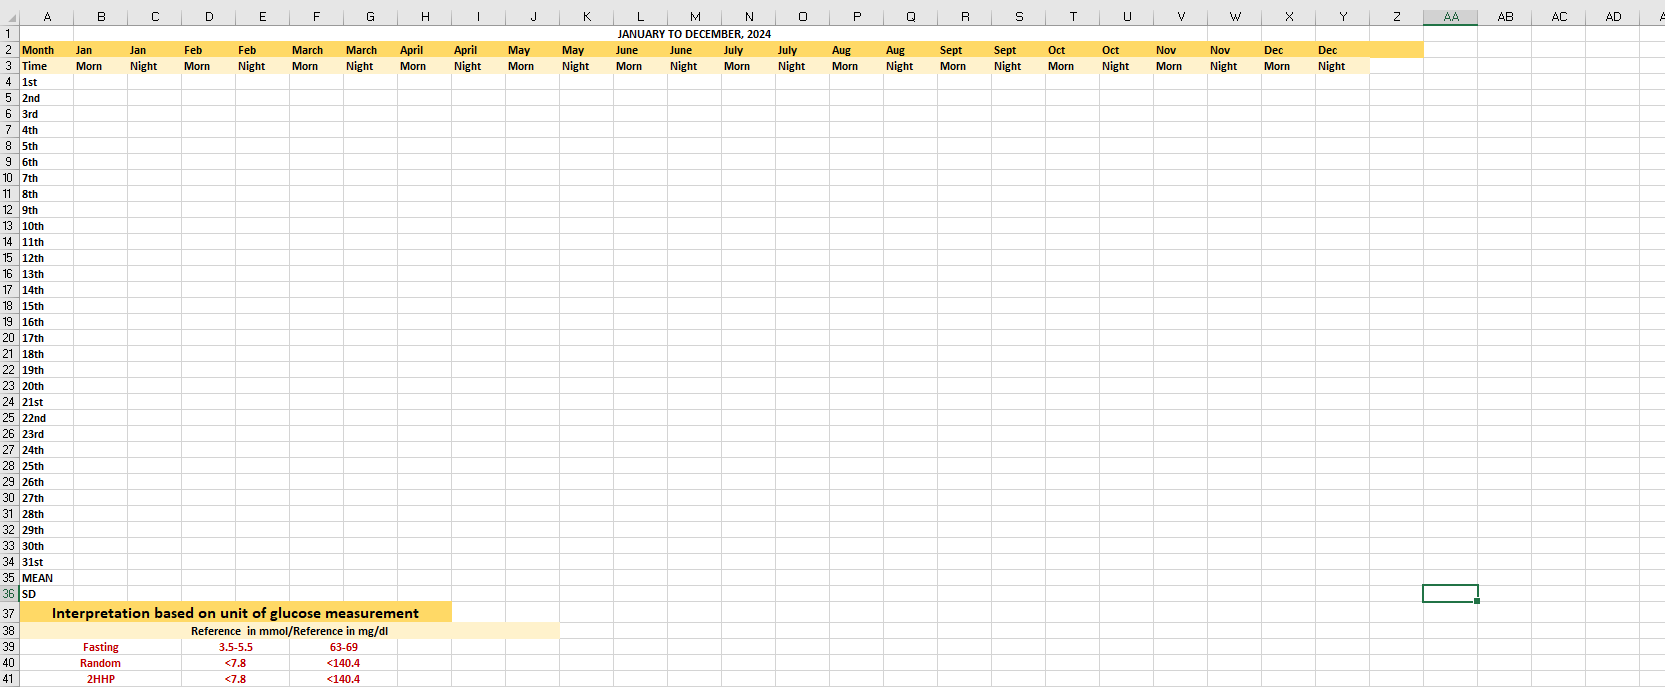 A B C D E F G H I J K L M N O P Q R S T U V W X Y Z AA AB AC AD
1 JANUARY TO DECEMBER, 2024
2 Month Jan Jan Feb Feb March March April April May May June June July July Aug Aug Sept Sept Oct Oct Nov Nov Dec Dec
3 Time Morn Night Morn Night Morn Night Morn Night Morn Night Morn Night Morn Night Morn Night Morn Night Morn Night Morn Night Morn Night
4 1st
5 2nd
6 3rd
7 4th
8 5th
9 6th
10 7th
11 8th
12 9th
13 10th
14 11th
15 12th
16 13th
17 14th
18 15th
19 16th
20 17th
21 18th
22 19th
23 20th
24 21st
25 22nd
26 23rd
27 24th
28 25th
29 26th
30 27th
31 28th
32 29th
33 30th
34 31st
35 MEAN
36 SD
37 Interpretation based on unit of glucose measurement
38 Reference in mmol/Reference in mg/dl
39 Fasting 3.5-5.5 63-69
40 Random <7.8 <140.4
41 2HHP <7.8 <140.4